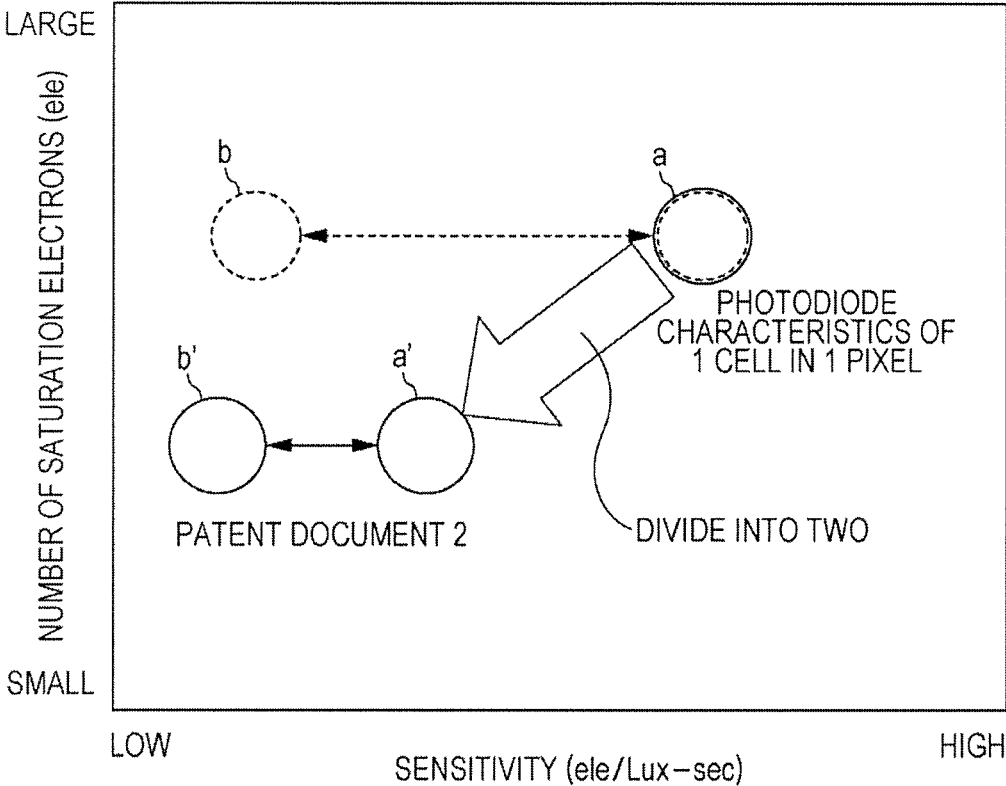 LARGE
NUMBER OF SATURATION ELECTRONS (ele)
b
a
PHOTODIODE
CHARACTERISTICS OF
1 CELL IN 1 PIXEL
b'
a'
PATENT DOCUMENT 2
DIVIDE INTO TWO
SMALL
LOW
HIGH
SENSITIVITY (ele/Lux-sec)